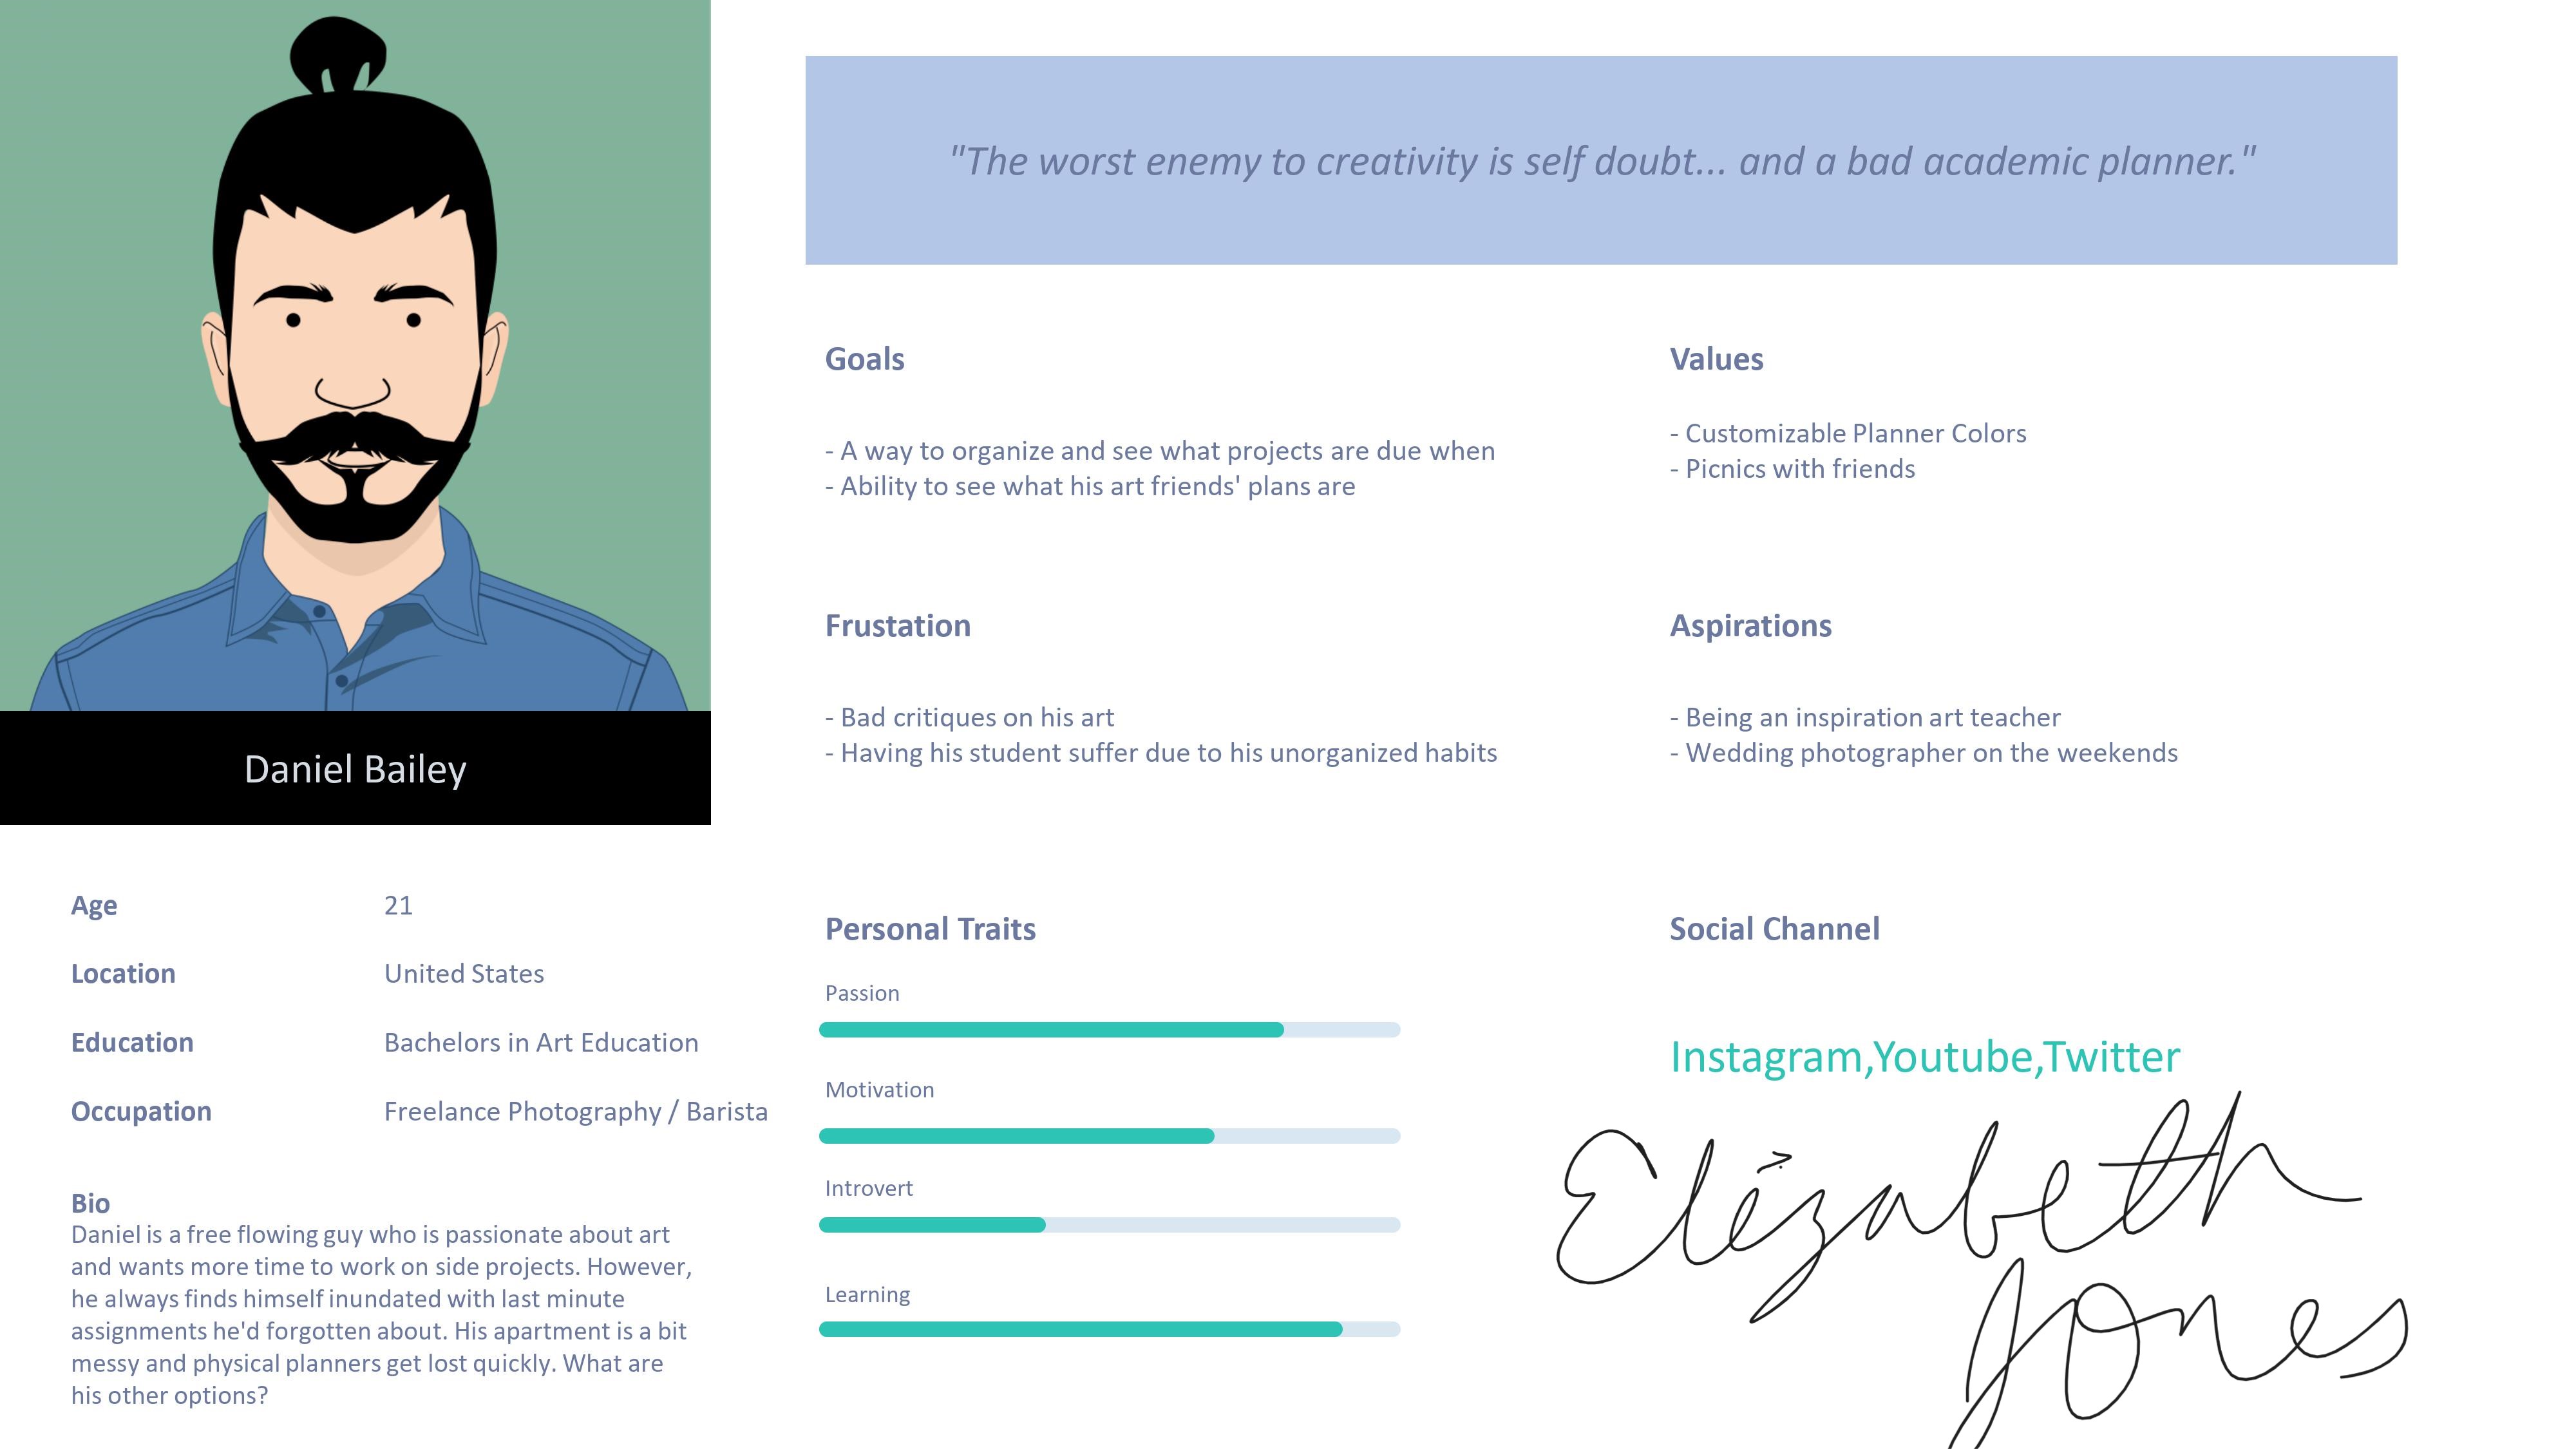 "The worst enemy to creativity is self doubt... and a bad academic planner."
Daniel Bailey
Age 21
Location United States
Education Bachelors in Art Education
Occupation Freelance Photography / Barista
Bio
Daniel is a free flowing guy who is passionate about art
and wants more time to work on side projects. However,
he always finds himself inundated with last minute
assignments he'd forgotten about. His apartment is a bit
messy and physical planners get lost quickly. What are
his other options?
Goals
- A way to organize and see what projects are due when
- Ability to see what his art friends' plans are
Values
- Customizable Planner Colors
- Picnics with friends
Frustation
- Bad critiques on his art
- Having his student suffer due to his unorganized habits
Aspirations
- Being an inspiration art teacher
- Wedding photographer on the weekends
Personal Traits
Passion
Motivation
Introvert
Learning
Social Channel
Instagram,Youtube,Twitter
Elizabeth
Jones